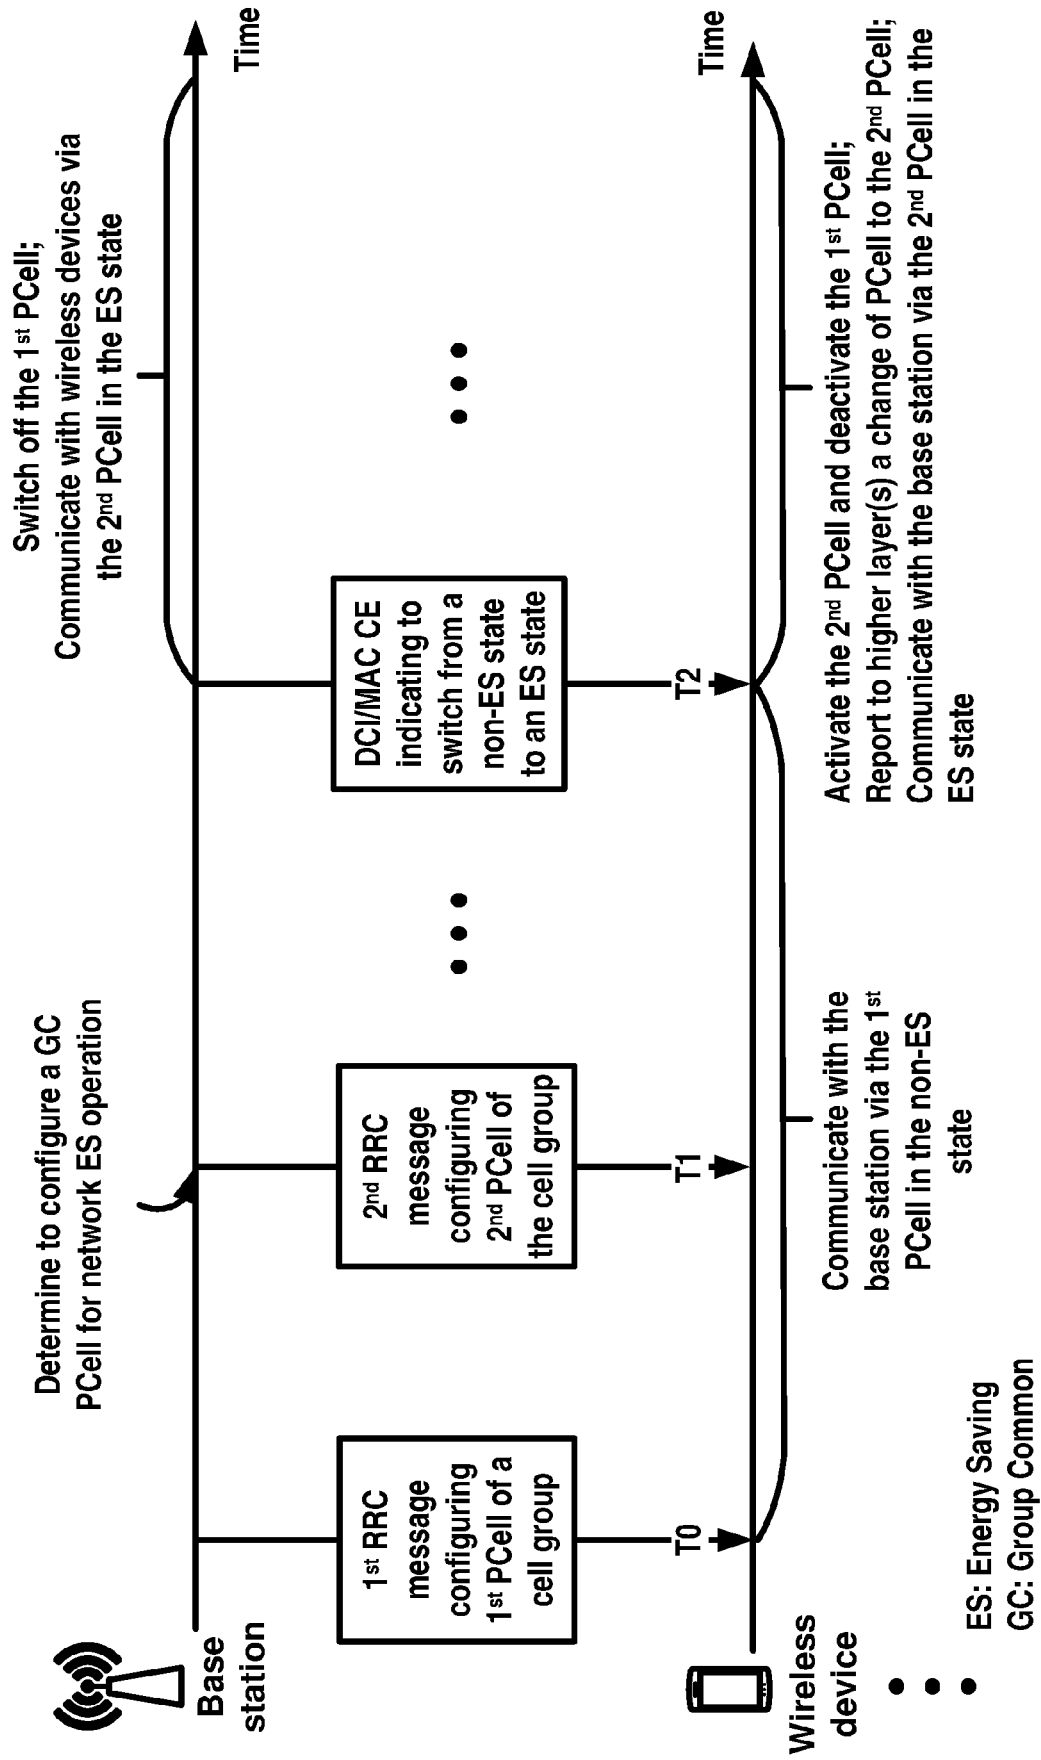 Switch off the 1st PCell;
Communicate with wireless devices via
the 2nd PCell in the ES state
Determine to configure a GC
PCell for network ES operation
Time
Base
station
1st RRC
message
configuring
1st PCell of a
cell group
2nd RRC
message
configuring
2nd PCell of
the cell group
DCI/MAC CE
indicating to
switch from a
non-ES state
to an ES state
T0
T1
T2
Time
Wireless
device
Communicate with the
base station via the 1st
PCell in the non-ES
state
Activate the 2nd PCell and deactivate the 1st PCell;
Report to higher layer(s) a change of PCell to the 2nd PCell;
Communicate with the base station via the 2nd PCell in the
ES state
ES: Energy Saving
GC: Group Common